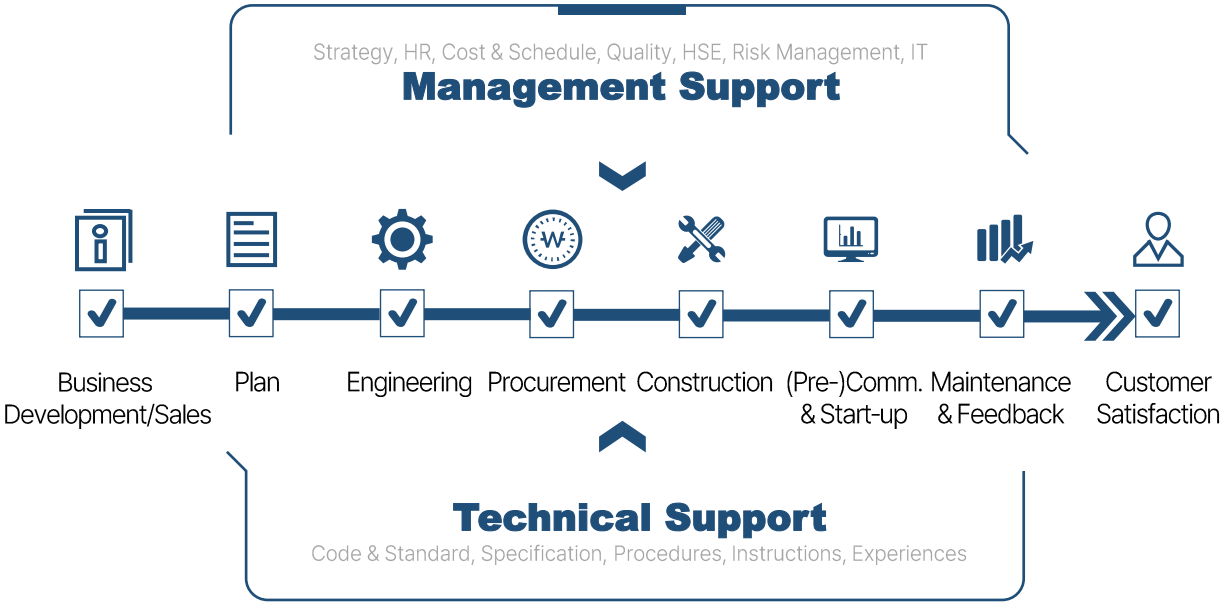 Strategy, HR, Cost & Schedule, Quality, HSE, Risk Management, IT
Management Support
Business
Development/Sales
Plan
Engineering
Procurement
Construction
(Pre-)Comm.
& Start-up
Maintenance
& Feedback
Customer
Satisfaction
Technical Support
Code & Standard, Specification, Procedures, Instructions, Experiences